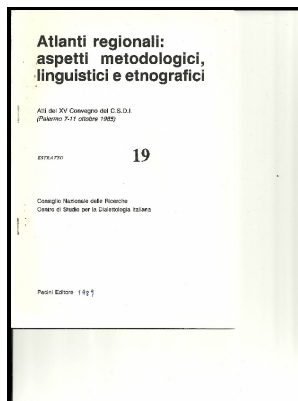 Atlanti regionali:
aspetti metodologici,
linguistici e etnografici
Atti del XV Convegno del C.S.D.I.
(Palermo 7-11 ottobre 1985)
ESTRATTO 19
Consiglio Nazionale delle Ricerche
Centro di Studio per la Dialettologia Italiana
Pacini Editore 1989